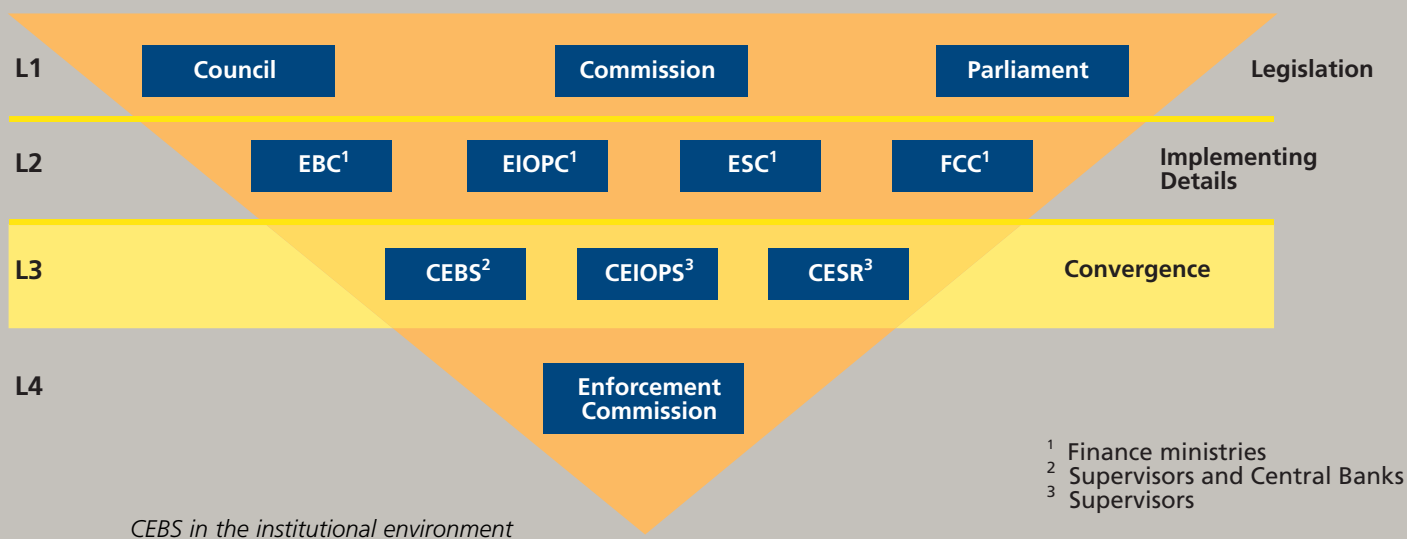 L1 Council Commission Parliament Legislation
L2 EBC¹ EIOPC¹ ESC¹ FCC¹ Implementing
Details
L3 CEBS² CEIOPS³ CESR³ Convergence
L4 Enforcement
Commission
¹ Finance ministries
² Supervisors and Central Banks
³ Supervisors
CEBS in the institutional environment